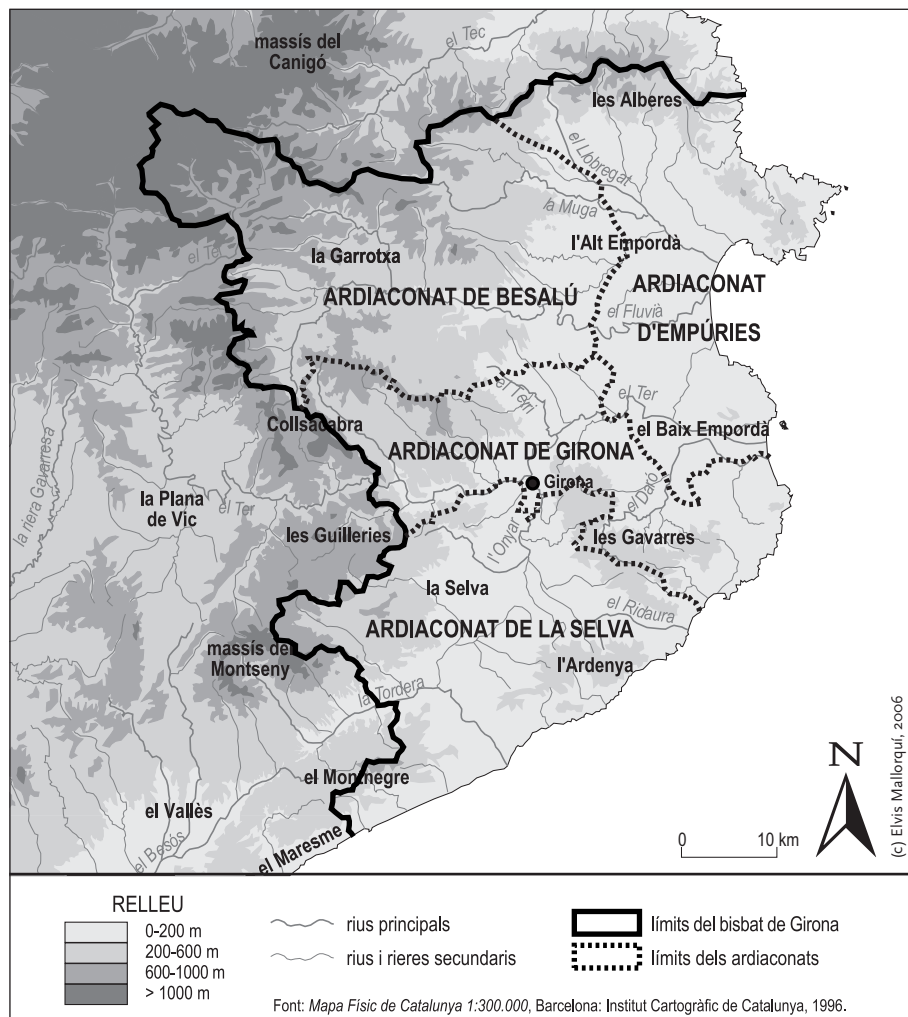 massís del
Canigó
el Tec
les Alberes
el Llobregat
la Muga
l'Alt Empordà
el Ter
la Garrotxa
ARDIACONAT DE BESALÚ
ARDIACONAT
D'EMPÚRIES
el Fluvià
el Terri
el Ter
el Baix Empordà
Collsacabra
ARDIACONAT DE GIRONA
Girona
el Daró
la riera Gavarresa
la Plana
de Vic
el Ter
les Guilleries
l'Onyar
les Gavarres
la Selva
el Ridaura
ARDIACONAT DE LA SELVA
massís del
Montseny
l'Ardenya
la Tordera
el Montnegre
el Vallès
el Besòs
el Maresme
N
0 10 km
(c) Elvis Mallorquí, 2006
RELLEU
0-200 m
200-600 m
600-1000 m
> 1000 m
rius principals
rius i rieres secundaris
límits del bisbat de Girona
límits dels ardiaconats
Font: Mapa Físic de Catalunya 1:300.000, Barcelona: Institut Cartogràfic de Catalunya, 1996.